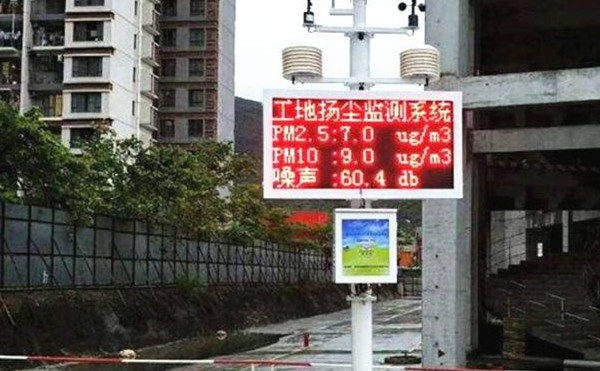 工地扬尘监测系统
PM2.5:7.0 ug/m3
PM10 :9.0 ug/m3
噪声 :60.4 db